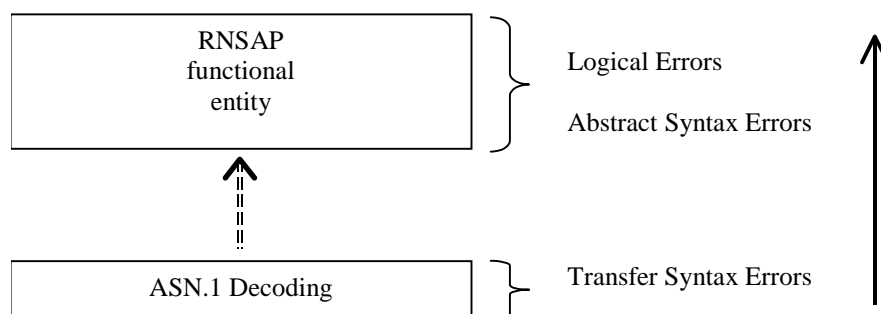 RNSAP
functional
entity
Logical Errors
Abstract Syntax Errors
ASN.1 Decoding
Transfer Syntax Errors